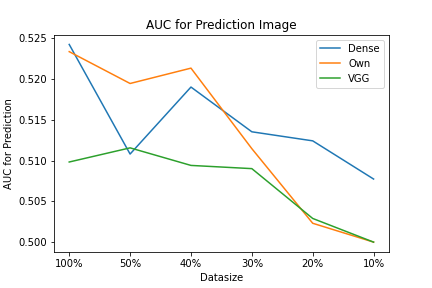 AUC for Prediction Image
AUC for Prediction
0.525
0.520
0.515
0.510
0.505
0.500
Dense
Own
VGG
100%
50%
40%
30%
20%
10%
Datasize